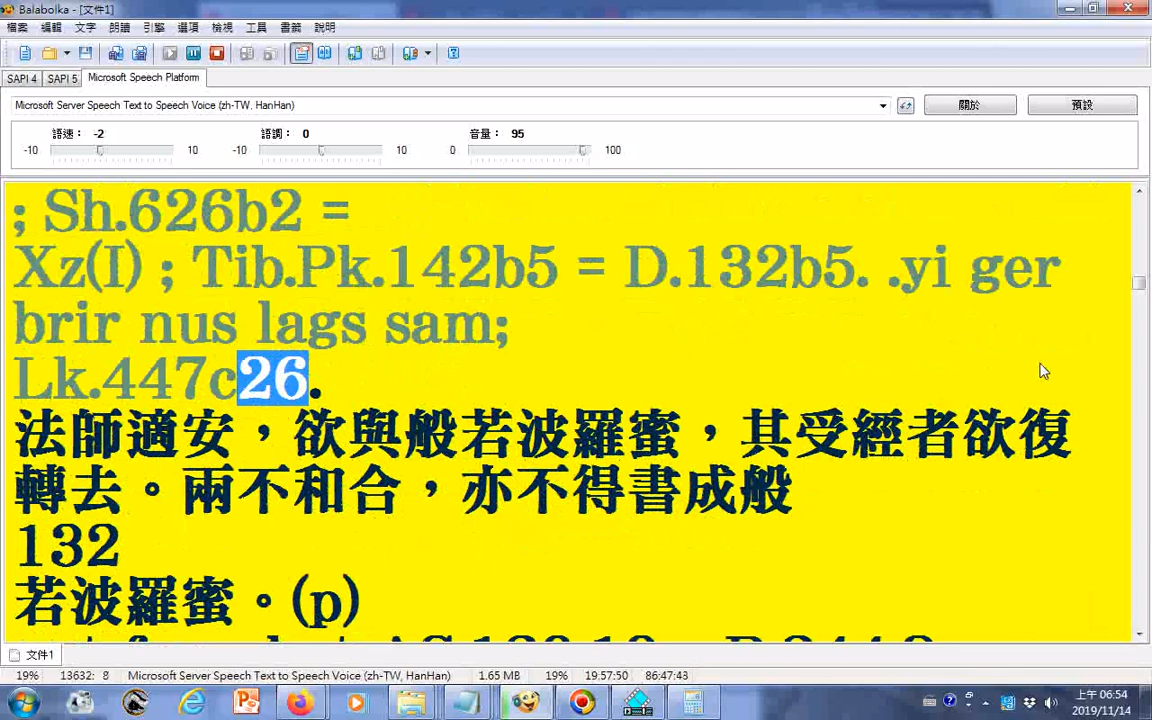 Balabolka - [文件1]
檔案 編輯 文字 朗讀 引擎 選項 檢視 工具 書籤 說明
SAPI 4 SAPI 5 Microsoft Speech Platform
Microsoft Server Speech Text to Speech Voice (zh-TW, HanHan) 關於 預設
語速： -2 語調： 0 音量： 95
-10 10 -10 10 0 100
; Sh.626b2 =
Xz(I) ; Tib.Pk.142b5 = D.132b5. .yi ger
brir nus lags sam;
Lk.447c26.
法師適安，欲與般若波羅蜜，其受經者欲復
轉去。兩不和合，亦不得書成般
132
若波羅蜜。(p)
文件1
19% 13632: 8 Microsoft Server Speech Text to Speech Voice (zh-TW, HanHan) 1.65 MB 19% 19:57:50 86:47:43
上午 06:54
2019/11/14